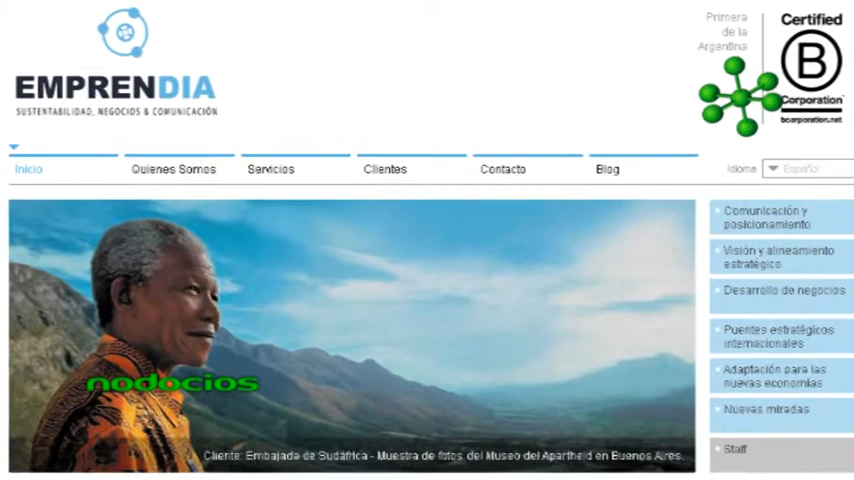 EMPRENDIA
SUSTENTABILIDAD, NEGOCIOS & COMUNICACIÓN
Primera
de la
Argentina
Certified
B
Corporation
bcorporation.net
Inicio
Quienes Somos
Servicios
Clientes
Contacto
Blog
Idioma
Español
nodocios
Cliente: Embajada de Sudáfrica - Muestra de fotos del Museo del Apartheid en Buenos Aires.
Comunicación y
posicionamiento
Visión y alineamiento
estratégico
Desarrollo de negocios
Puentes estratégicos
internacionales
Adaptación para las
nuevas economías
Nuevas miradas
Staff